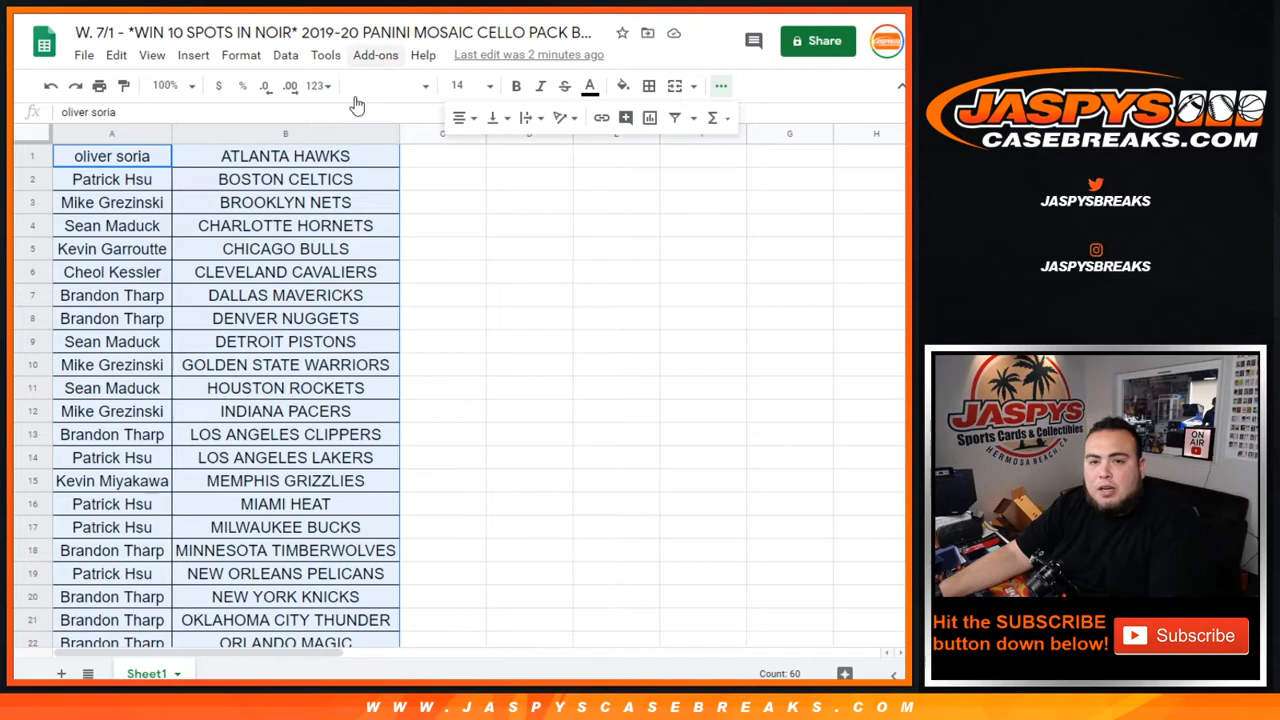 W. 7/1 - *WIN 10 SPOTS IN NOIR* 2019-20 PANINI MOSAIC CELLO PACK B...
File Edit View Insert Format Data Tools Add-ons Help Last edit was 2 minutes ago
Share
100% $ % .0 .00 123 14 B I S A
fx oliver soria
A B C D E F G H
1 oliver soria ATLANTA HAWKS
2 Patrick Hsu BOSTON CELTICS
3 Mike Grezinski BROOKLYN NETS
4 Sean Maduck CHARLOTTE HORNETS
5 Kevin Garroutte CHICAGO BULLS
6 Cheol Kessler CLEVELAND CAVALIERS
7 Brandon Tharp DALLAS MAVERICKS
8 Brandon Tharp DENVER NUGGETS
9 Sean Maduck DETROIT PISTONS
10 Mike Grezinski GOLDEN STATE WARRIORS
11 Sean Maduck HOUSTON ROCKETS
12 Mike Grezinski INDIANA PACERS
13 Brandon Tharp LOS ANGELES CLIPPERS
14 Patrick Hsu LOS ANGELES LAKERS
15 Kevin Miyakawa MEMPHIS GRIZZLIES
16 Patrick Hsu MIAMI HEAT
17 Patrick Hsu MILWAUKEE BUCKS
18 Brandon Tharp MINNESOTA TIMBERWOLVES
19 Patrick Hsu NEW ORLEANS PELICANS
20 Brandon Tharp NEW YORK KNICKS
21 Brandon Tharp OKLAHOMA CITY THUNDER
22 Brandon Tharp ORLANDO MAGIC
Sheet1 Count: 60
JASPYS
CASEBREAKS.COM
JASPYSBREAKS
JASPYSBREAKS
JASPYS
Sports Cards & Collectibles
HERMOSA BEACH, CA
ON
AIR
Hit the SUBSCRIBE
button down below!
Subscribe
WWW.JASPYSCASEBREAKS.COM